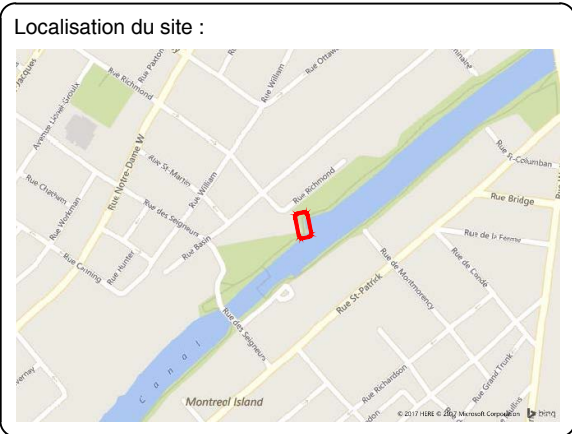 Localisation du site :
Jacques
Rue Richmond
Rue Paxton
Rue William
Rue Ottawa
Avenue Lionel-Groulx
Rue Notre-Dame W
Rue St-Martin
Rue William
Rue Richmond
Rue St-Columban
Rue Chatham
Rue Workman
Rue des Seigneurs
Rue Bridge
Rue Canning
Rue Hunter
Rue Basin
Rue de la Ferme
Rue de Condé
Rue de Montmorency
Rue St-Patrick
Rue des Seigneurs
Canal
Rue Richardson
Rue Grand Trunk
Montreal Island
© 2017 HERE © 2017 Microsoft Corporation bing